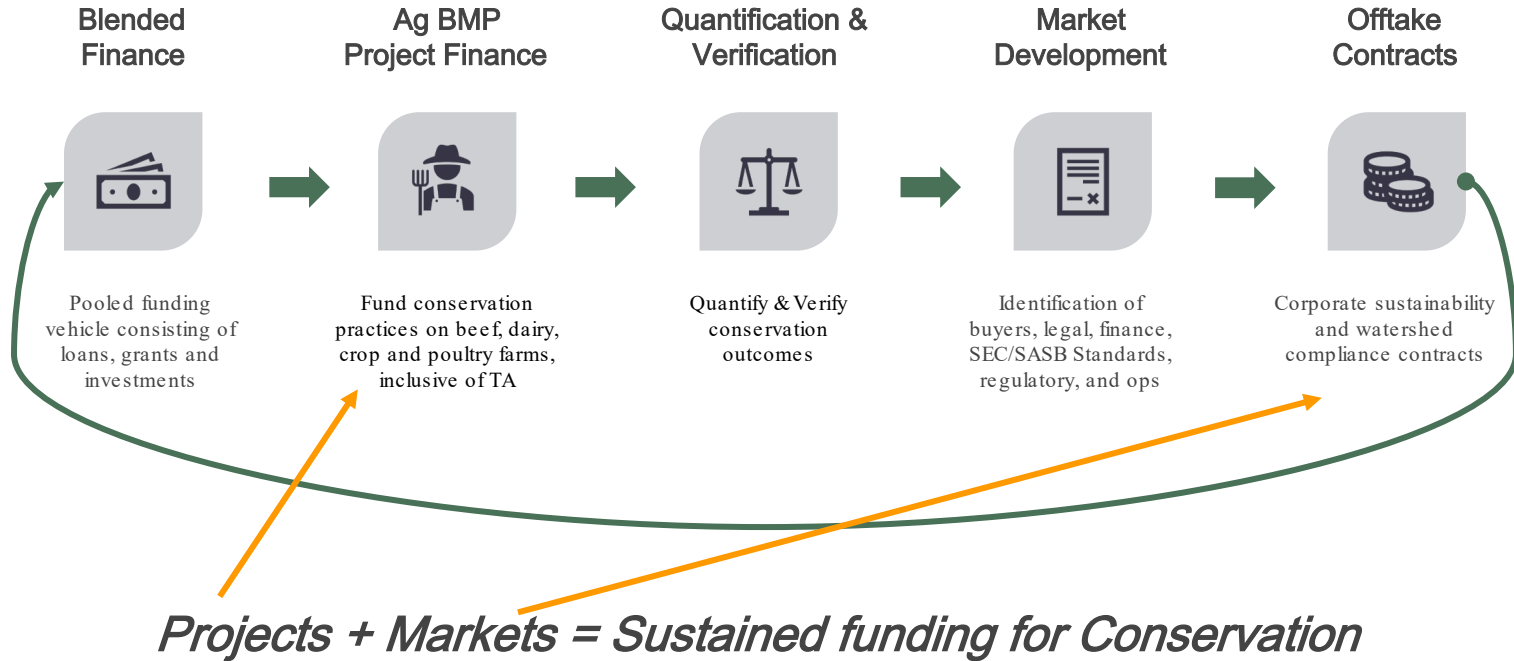 Blended
Finance
Ag BMP
Project Finance
Quantification &
Verification
Market
Development
Offtake
Contracts
Pooled funding
vehicle consisting of
loans, grants and
investments
Fund conservation
practices on beef, dairy,
crop and poultry farms,
inclusive of TA
Quantify & Verify
conservation
outcomes
Identification of
buyers, legal, finance,
SEC/SASB Standards,
regulatory, and ops
Corporate sustainability
and watershed
compliance contracts
Projects + Markets = Sustained funding for Conservation